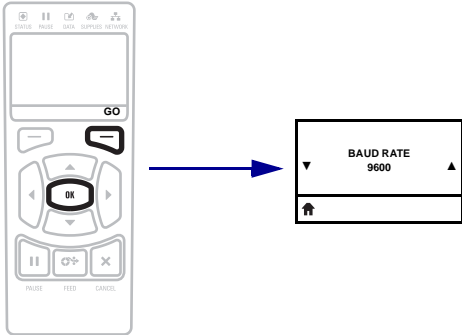 STATUS PAUSE DATA SUPPLIES NETWORK
GO
BAUD RATE
▼ 9600 ▲
OK
PAUSE FEED CANCEL